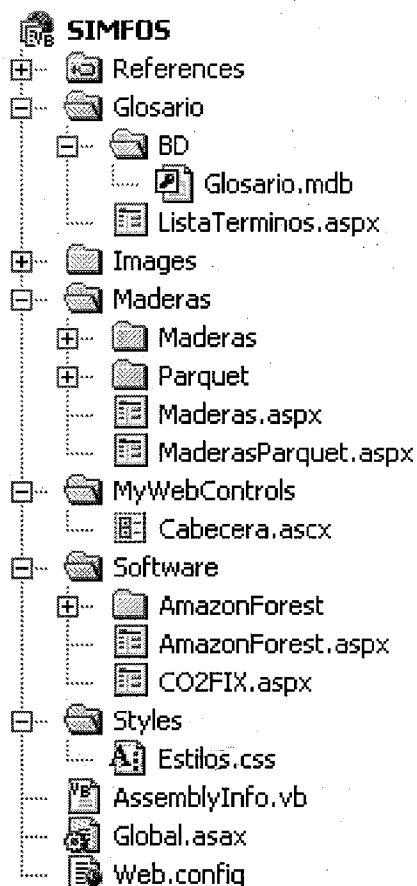 SIMFOS
References
Glosario
BD
Glosario.mdb
ListaTerminos.aspx
Images
Maderas
Maderas
Parquet
Maderas.aspx
MaderasParquet.aspx
MyWebControls
Cabecera.ascx
Software
AmazonForest
AmazonForest.aspx
CO2FIX.aspx
Styles
Estilos.css
AssemblyInfo.vb
Global.asax
Web.config